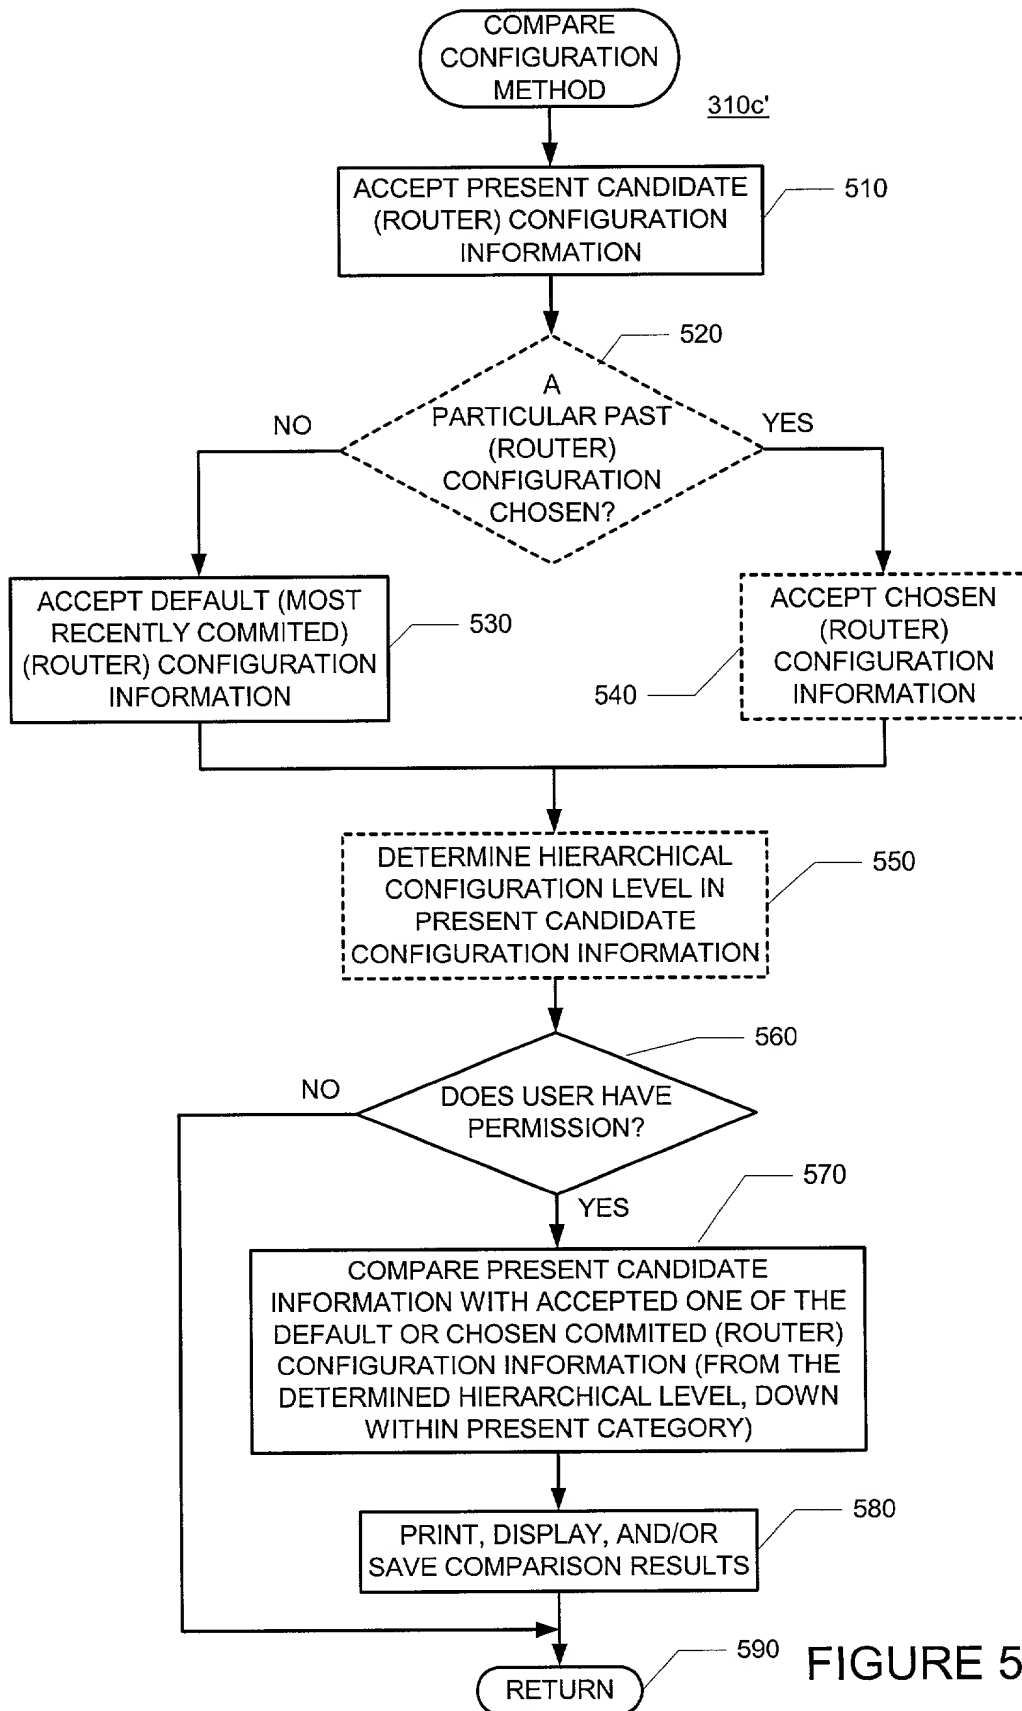 COMPARE
CONFIGURATION
METHOD
310c'
ACCEPT PRESENT CANDIDATE
(ROUTER) CONFIGURATION
INFORMATION
510
520
A
PARTICULAR PAST
(ROUTER)
CONFIGURATION
CHOSEN?
NO
YES
ACCEPT DEFAULT (MOST
RECENTLY COMMITED)
(ROUTER) CONFIGURATION
INFORMATION
530
ACCEPT CHOSEN
(ROUTER)
CONFIGURATION
INFORMATION
540
DETERMINE HIERARCHICAL
CONFIGURATION LEVEL IN
PRESENT CANDIDATE
CONFIGURATION INFORMATION
550
560
NO
DOES USER HAVE
PERMISSION?
YES
570
COMPARE PRESENT CANDIDATE
INFORMATION WITH ACCEPTED ONE OF THE
DEFAULT OR CHOSEN COMMITED (ROUTER)
CONFIGURATION INFORMATION (FROM THE
DETERMINED HIERARCHICAL LEVEL, DOWN
WITHIN PRESENT CATEGORY)
580
PRINT, DISPLAY, AND/OR
SAVE COMPARISON RESULTS
590
RETURN
FIGURE 5